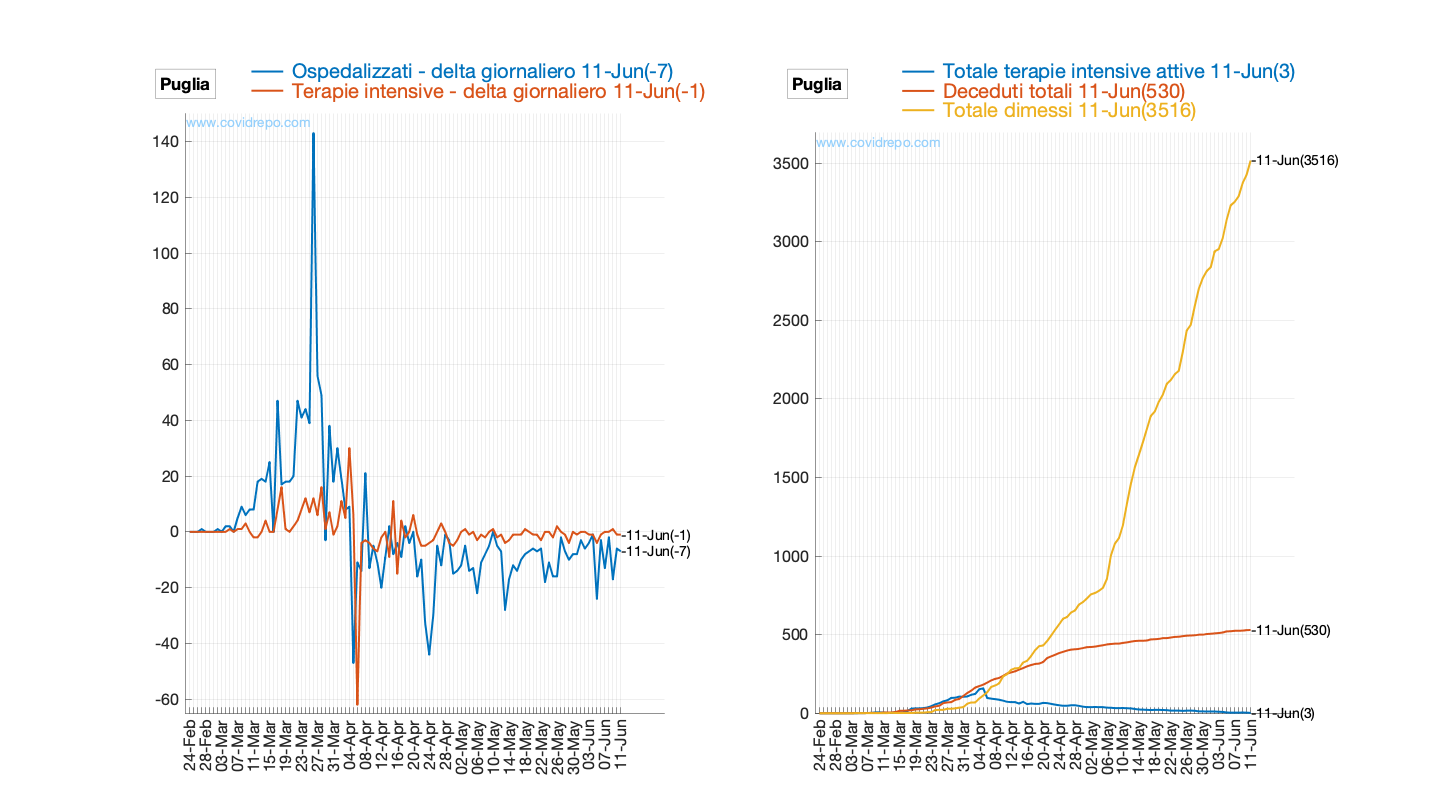 Puglia
Ospedalizzati - delta giornaliero 11-Jun(-7)
Terapie intensive - delta giornaliero 11-Jun(-1)
www.covidrepo.com
140
120
100
80
60
40
20
0
-20
-40
-60
-11-Jun(-1)
-11-Jun(-7)
24-Feb
28-Feb
03-Mar
07-Mar
11-Mar
15-Mar
19-Mar
23-Mar
27-Mar
31-Mar
04-Apr
08-Apr
12-Apr
16-Apr
20-Apr
24-Apr
28-Apr
02-May
06-May
10-May
14-May
18-May
22-May
26-May
30-May
03-Jun
07-Jun
11-Jun
Puglia
Totale terapie intensive attive 11-Jun(3)
Deceduti totali 11-Jun(530)
Totale dimessi 11-Jun(3516)
www.covidrepo.com
3500
3000
2500
2000
1500
1000
500
0
-11-Jun(3516)
-11-Jun(530)
-11-Jun(3)
24-Feb
28-Feb
03-Mar
07-Mar
11-Mar
15-Mar
19-Mar
23-Mar
27-Mar
31-Mar
04-Apr
08-Apr
12-Apr
16-Apr
20-Apr
24-Apr
28-Apr
02-May
06-May
10-May
14-May
18-May
22-May
26-May
30-May
03-Jun
07-Jun
11-Jun